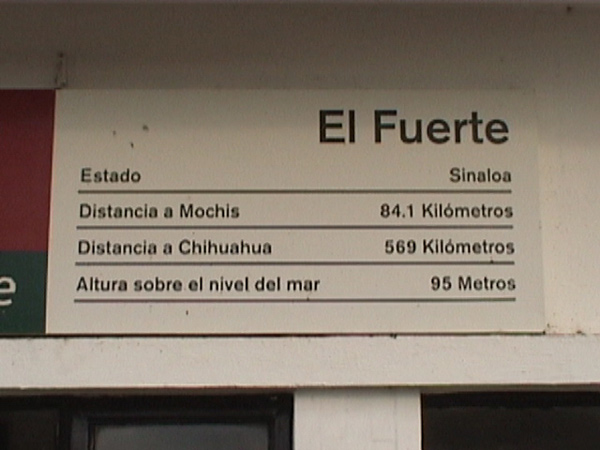 El Fuerte
Estado Sinaloa
Distancia a Mochis 84.1 Kilómetros
Distancia a Chihuahua 569 Kilómetros
Altura sobre el nivel del mar 95 Metros
e